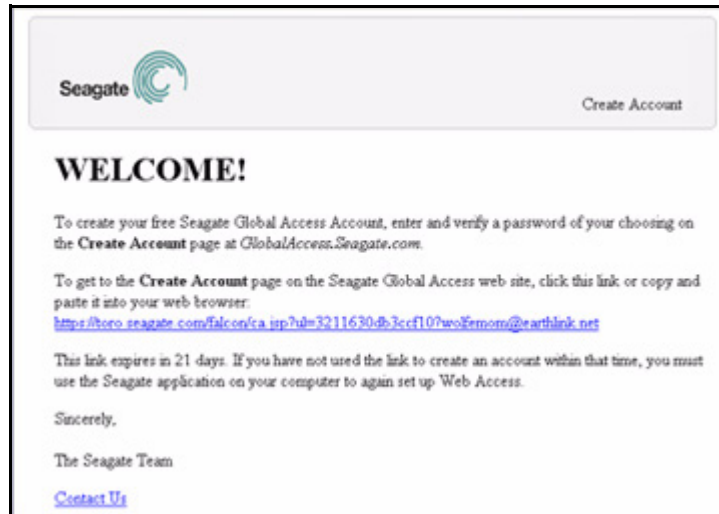 Seagate
Create Account
WELCOME!
To create your free Seagate Global Access Account, enter and verify a password of your choosing on
the Create Account page at GlobalAccess.Seagate.com.
To get to the Create Account page on the Seagate Global Access web site, click this link or copy and
paste it into your web browser:
https://toro.seagate.com/falcon/ca.jsp?ul=3211630db3ccf10?wolfemom@earthlink.net
This link expires in 21 days. If you have not used the link to create an account within that time, you must
use the Seagate application on your computer to again set up Web Access.
Sincerely,
The Seagate Team
Contact Us